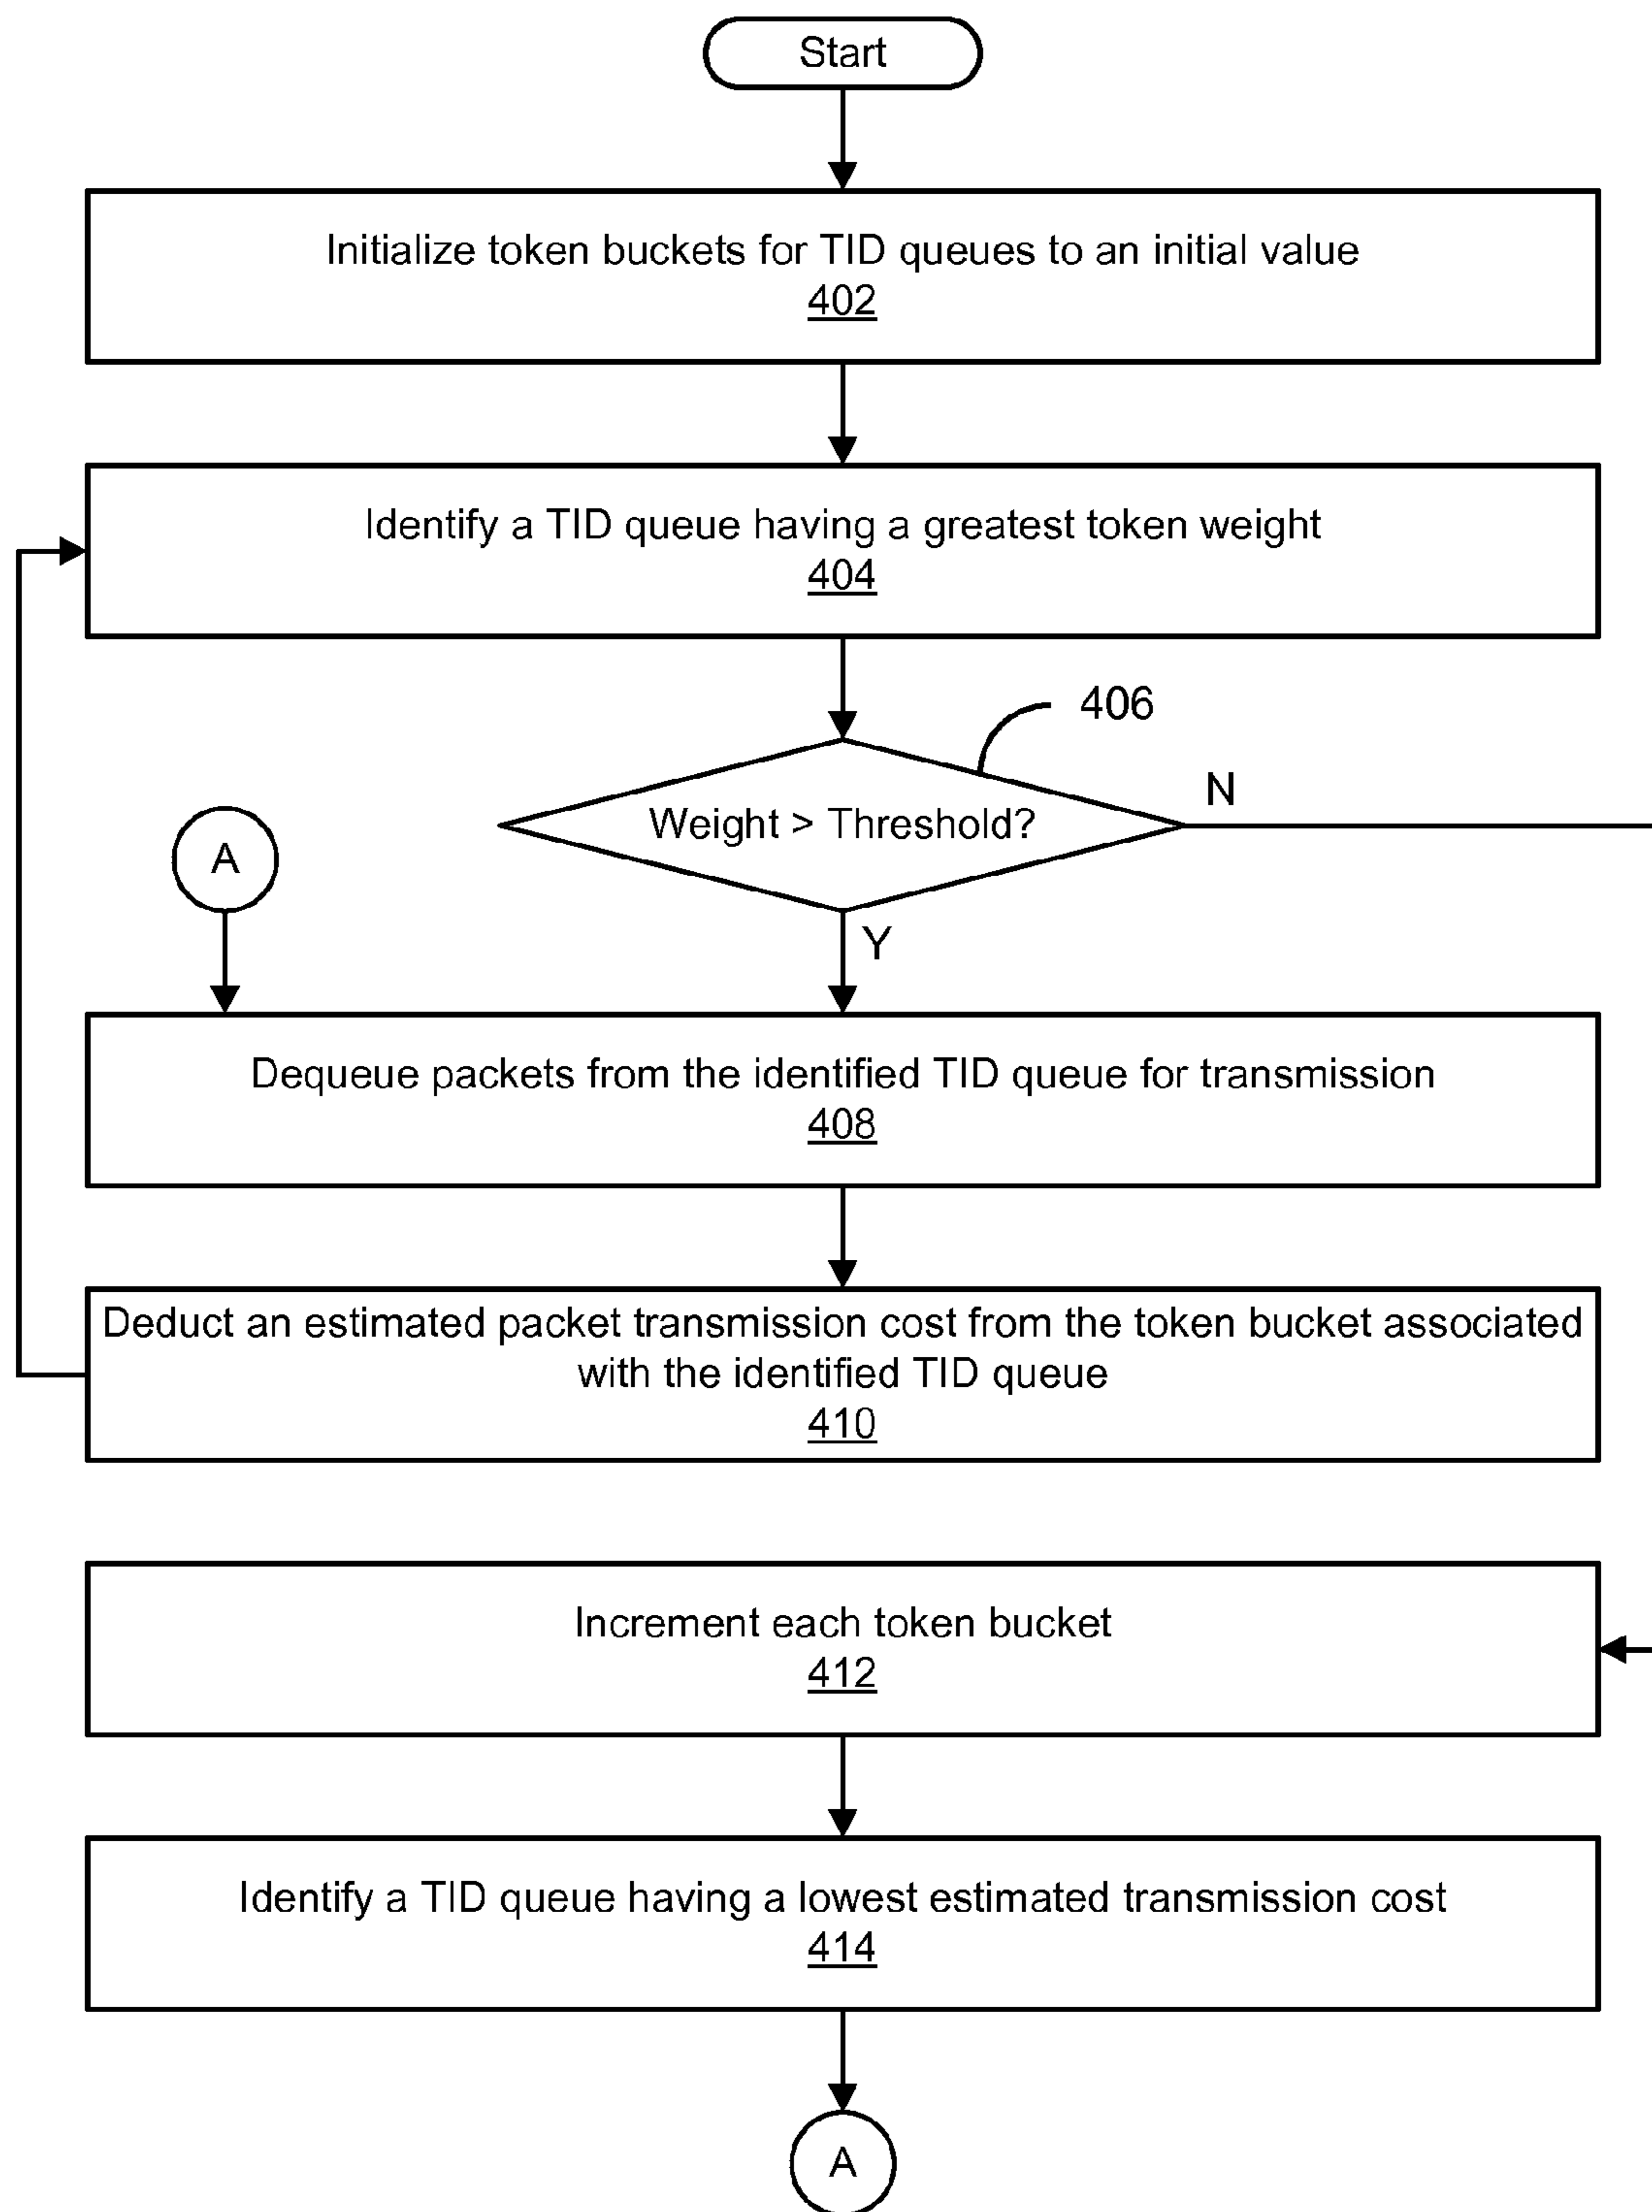 Start
Initialize token buckets for TID queues to an initial value
402
Identify a TID queue having a greatest token weight
404
406
Weight > Threshold?
N
A
Y
Dequeue packets from the identified TID queue for transmission
408
Deduct an estimated packet transmission cost from the token bucket associated
with the identified TID queue
410
Increment each token bucket
412
Identify a TID queue having a lowest estimated transmission cost
414
A